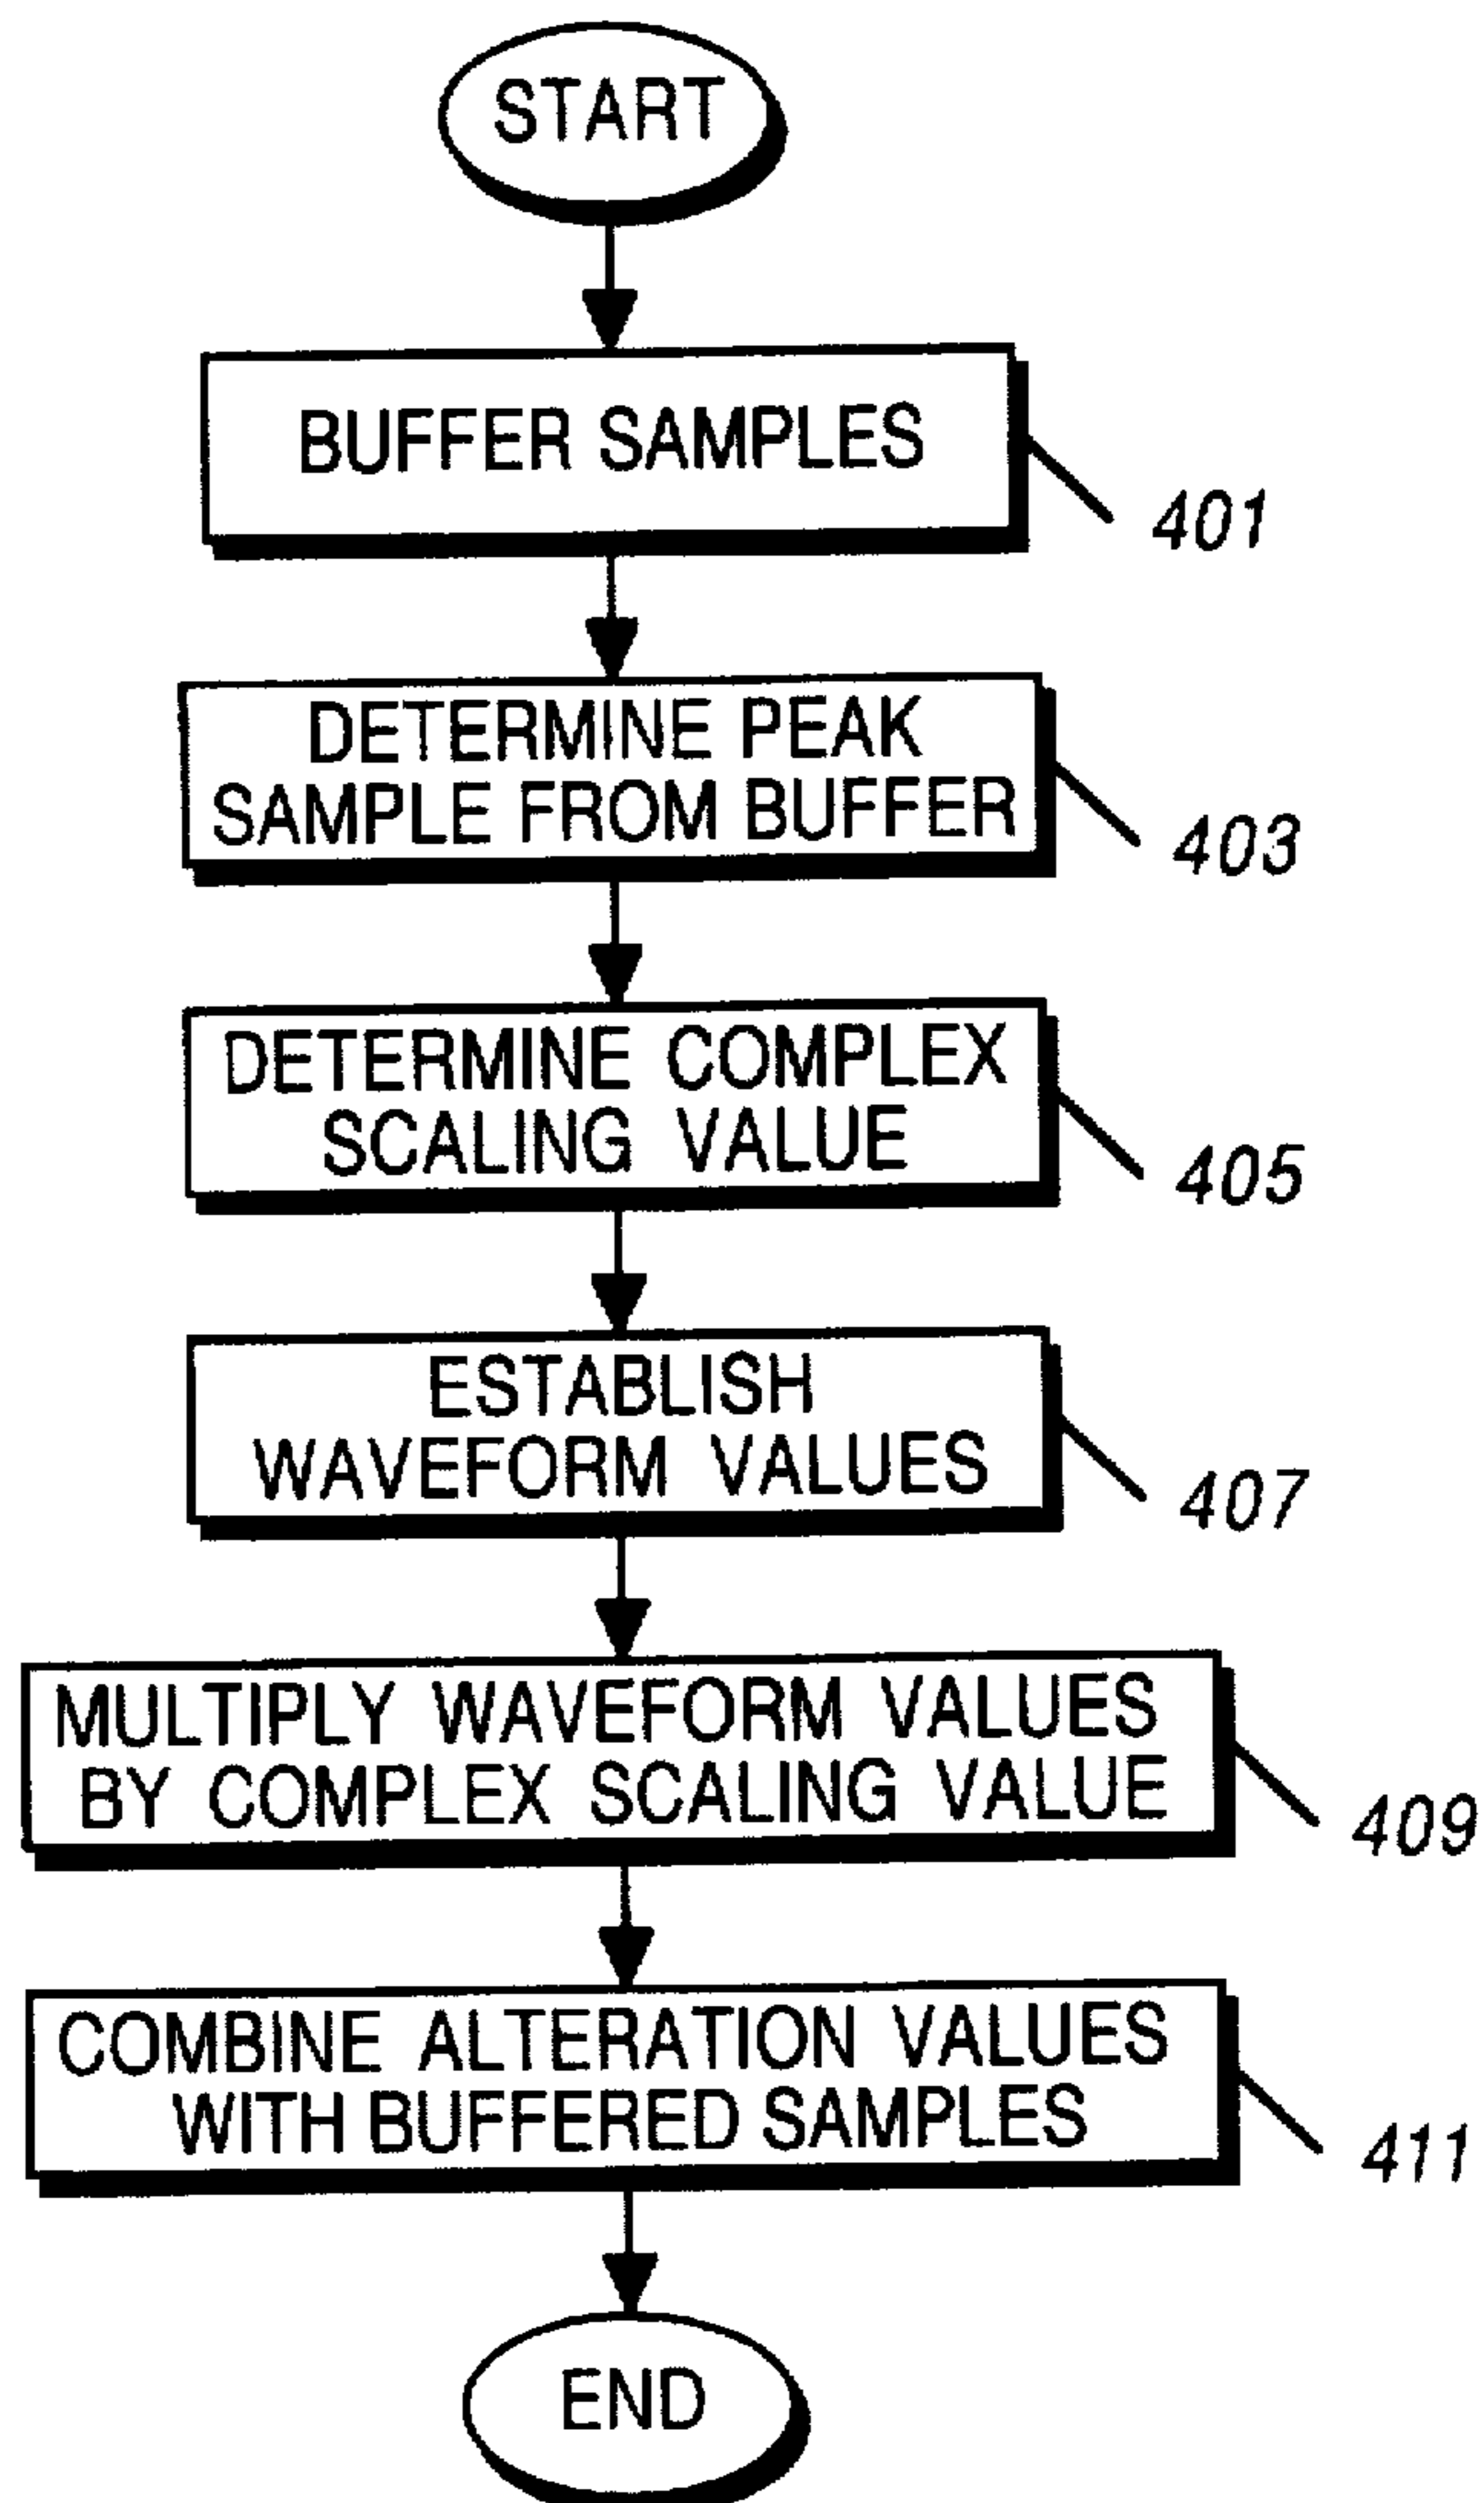 START
BUFFER SAMPLES
401
DETERMINE PEAK
SAMPLE FROM BUFFER
403
DETERMINE COMPLEX
SCALING VALUE
405
ESTABLISH
WAVEFORM VALUES
407
MULTIPLY WAVEFORM VALUES
BY COMPLEX SCALING VALUE
409
COMBINE ALTERATION VALUES
WITH BUFFERED SAMPLES
411
END